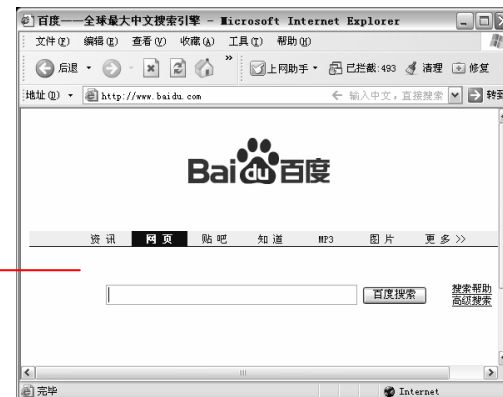 百度——全球最大中文搜索引擎 - Microsoft Internet Explorer
文件(F) 编辑(E) 查看(V) 收藏(A) 工具(T) 帮助(H)
后退 上网助手 已拦截:493 清理 修复
地址(D) http://www.baidu.com 输入中文，直接搜索 转到
Baidu百度
资讯 网页 贴吧 知道 MP3 图片 更多>>
百度搜索 搜索帮助
高级搜索
完毕 Internet